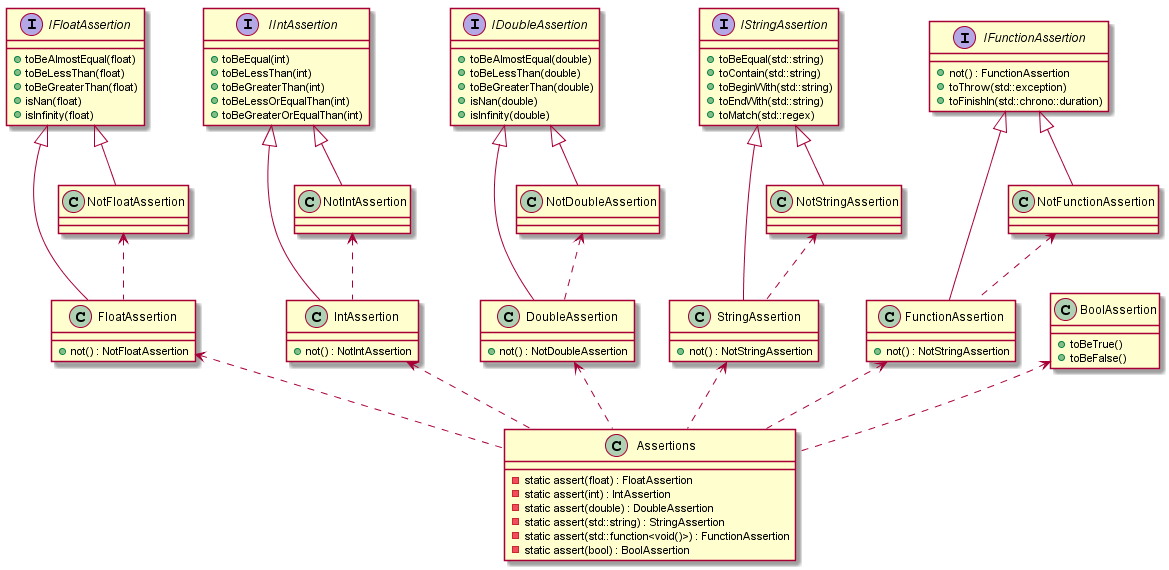 I IFloatAssertion
toBeAlmostEqual(float)
toBeLessThan(float)
toBeGreaterThan(float)
isNan(float)
isInfinity(float)
I IIntAssertion
toBeEqual(int)
toBeLessThan(int)
toBeGreaterThan(int)
toBeLessOrEqualThan(int)
toBeGreaterOrEqualThan(int)
I IDoubleAssertion
toBeAlmostEqual(double)
toBeLessThan(double)
toBeGreaterThan(double)
isNan(double)
isInfinity(double)
I IStringAssertion
toBeEqual(std::string)
toContain(std::string)
toBeginWith(std::string)
toEndWith(std::string)
toMatch(std::regex)
I IFunctionAssertion
not() : FunctionAssertion
toThrow(std::exception)
toFinishIn(std::chrono::duration)
C NotFloatAssertion
C NotIntAssertion
C NotDoubleAssertion
C NotStringAssertion
C NotFunctionAssertion
C FloatAssertion
not() : NotFloatAssertion
C IntAssertion
not() : NotIntAssertion
C DoubleAssertion
not() : NotDoubleAssertion
C StringAssertion
not() : NotStringAssertion
C FunctionAssertion
not() : NotStringAssertion
C BoolAssertion
toBeTrue()
toBeFalse()
C Assertions
static assert(float) : FloatAssertion
static assert(int) : IntAssertion
static assert(double) : DoubleAssertion
static assert(std::string) : StringAssertion
static assert(std::function<void()>) : FunctionAssertion
static assert(bool) : BoolAssertion